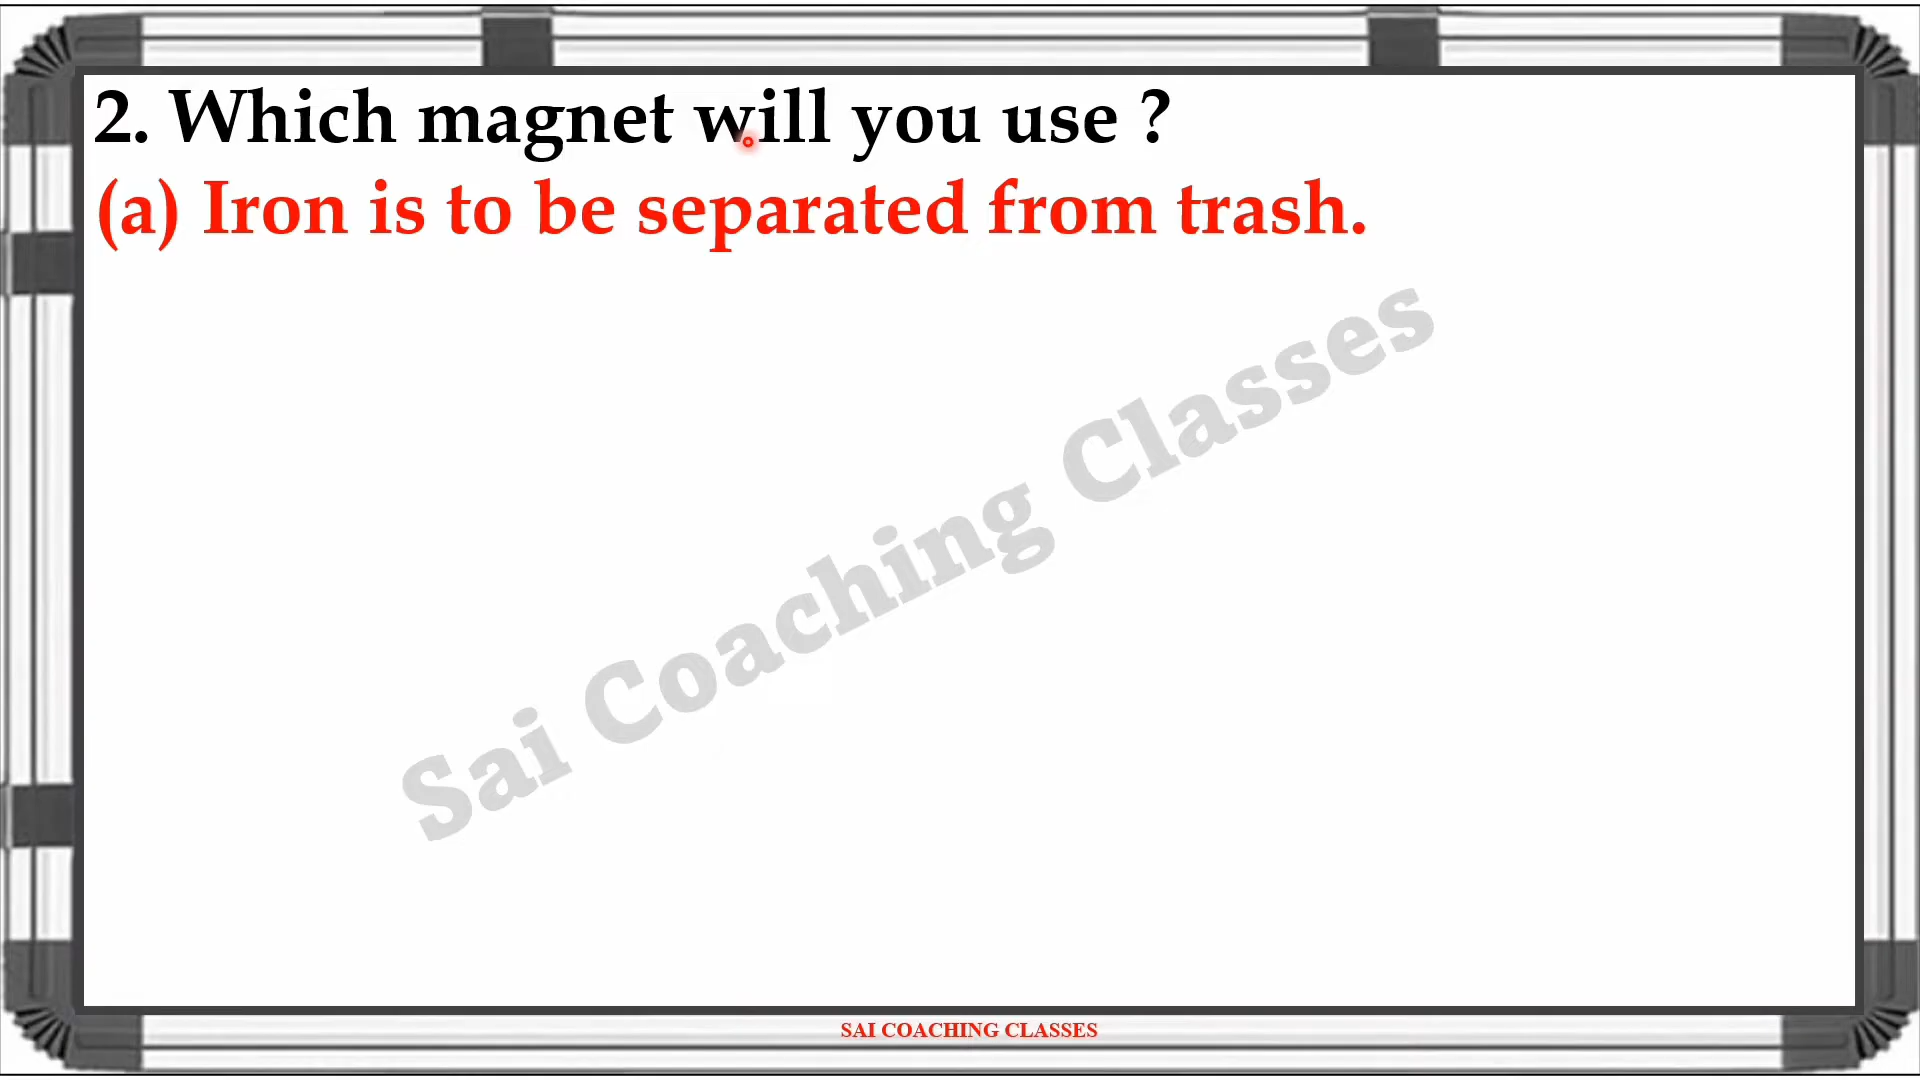 2. Which magnet will you use ?
(a) Iron is to be separated from trash.
Sai Coaching Classes
SAI COACHING CLASSES